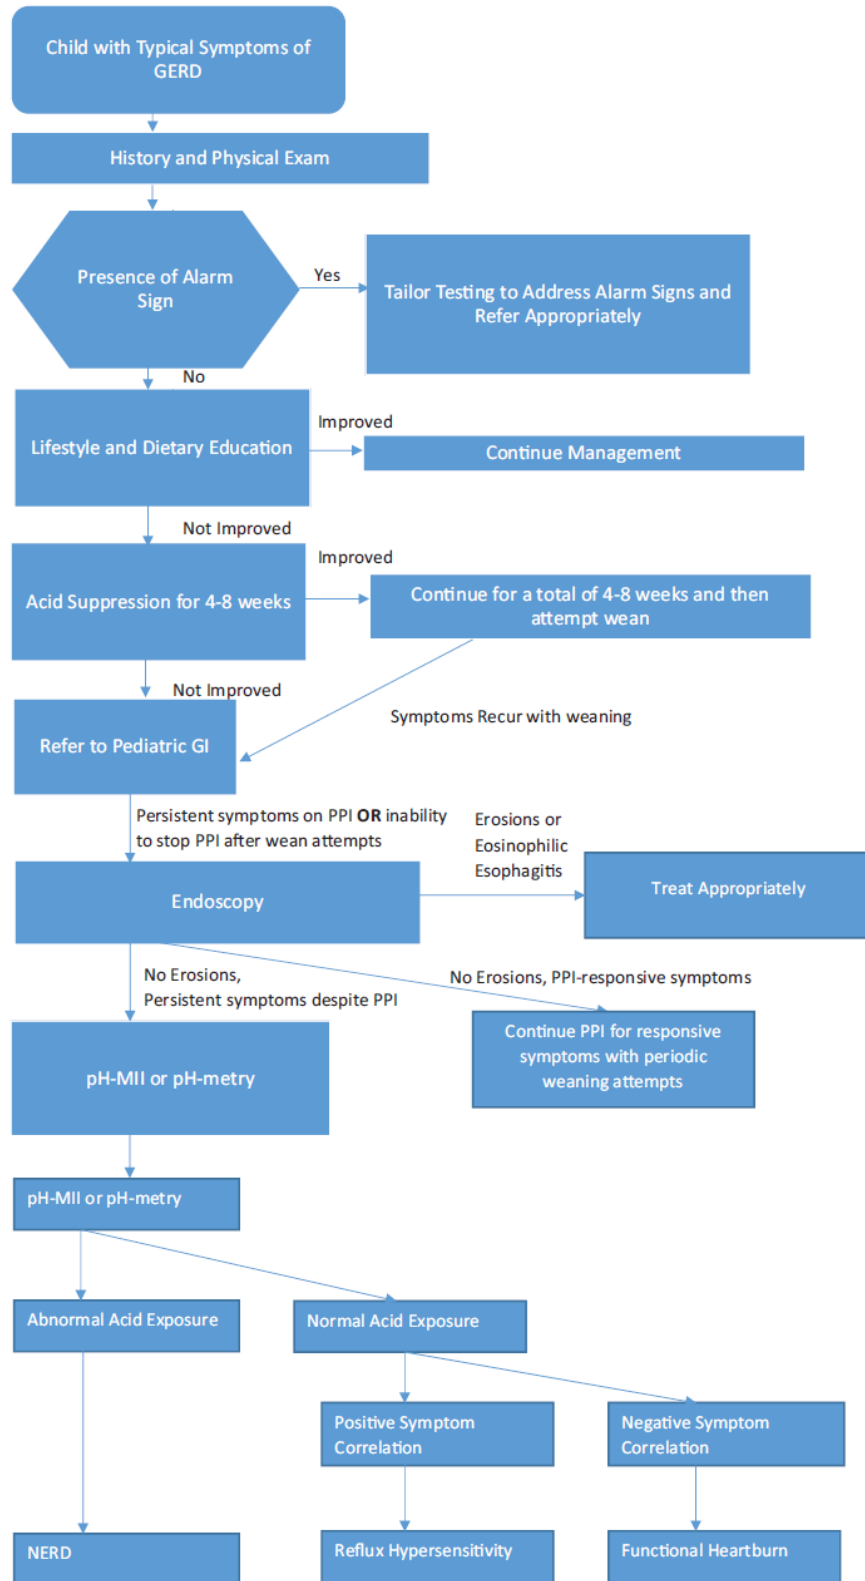 Child with Typical Symptoms of
GERD
History and Physical Exam
Presence of Alarm
Sign
Yes
Tailor Testing to Address Alarm Signs and
Refer Appropriately
No
Lifestyle and Dietary Education
Improved
Continue Management
Not Improved
Acid Suppression for 4-8 weeks
Improved
Continue for a total of 4-8 weeks and then
attempt wean
Not Improved
Symptoms Recur with weaning
Refer to Pediatric GI
Persistent symptoms on PPI OR inability
to stop PPI after wean attempts
Erosions or
Eosinophilic
Esophagitis
Endoscopy
Treat Appropriately
No Erosions,
Persistent symptoms despite PPI
No Erosions, PPI-responsive symptoms
Continue PPI for responsive
symptoms with periodic
weaning attempts
pH-MII or pH-metry
pH-MII or pH-metry
Abnormal Acid Exposure
Normal Acid Exposure
Positive Symptom
Correlation
Negative Symptom
Correlation
NERD
Reflux Hypersensitivity
Functional Heartburn